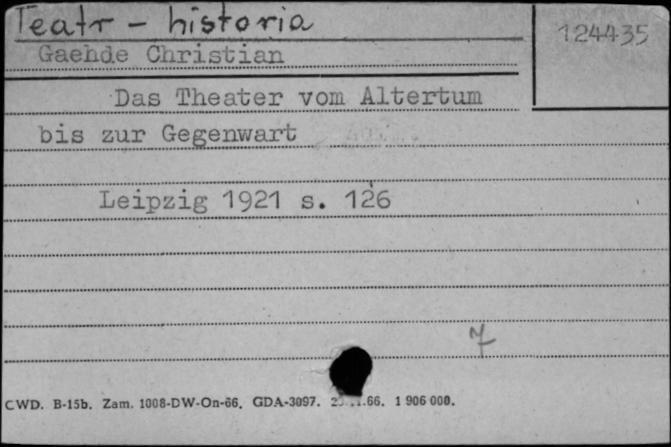 Teatr - historia
124435
Gaehde Christian
Das Theater vom Altertum
bis zur Gegenwart
Leipzig 1921 s. 126
7
CWD. B-15b. Zam. 1008-DW-On-66. GDA-3097. 1 906 000.